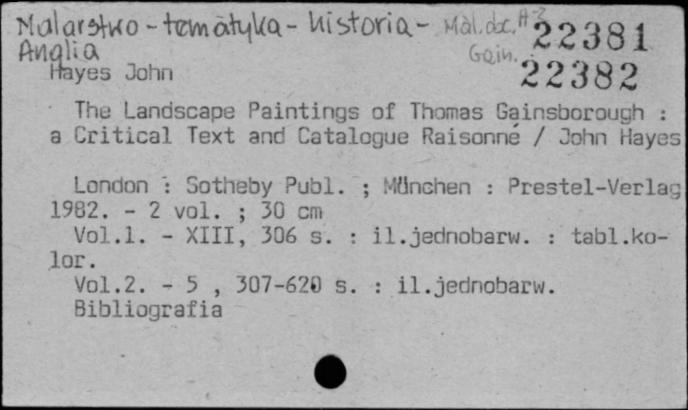 Malarstwo - tematyka - historia - Mal.obc. A-3
22381
Anglia
Gain.
22382
Hayes John
The Landscape Paintings of Thomas Gainsborough :
a Critical Text and Catalogue Raisonné / John Hayes
London : Sotheby Publ. ; München : Prestel-Verlag
1982. - 2 vol. ; 30 cm
Vol.1. - XIII, 306 s. : il.jednobarw. : tabl.ko-
lor.
Vol.2. - 5 , 307-620 s. : il.jednobarw.
Bibliografia